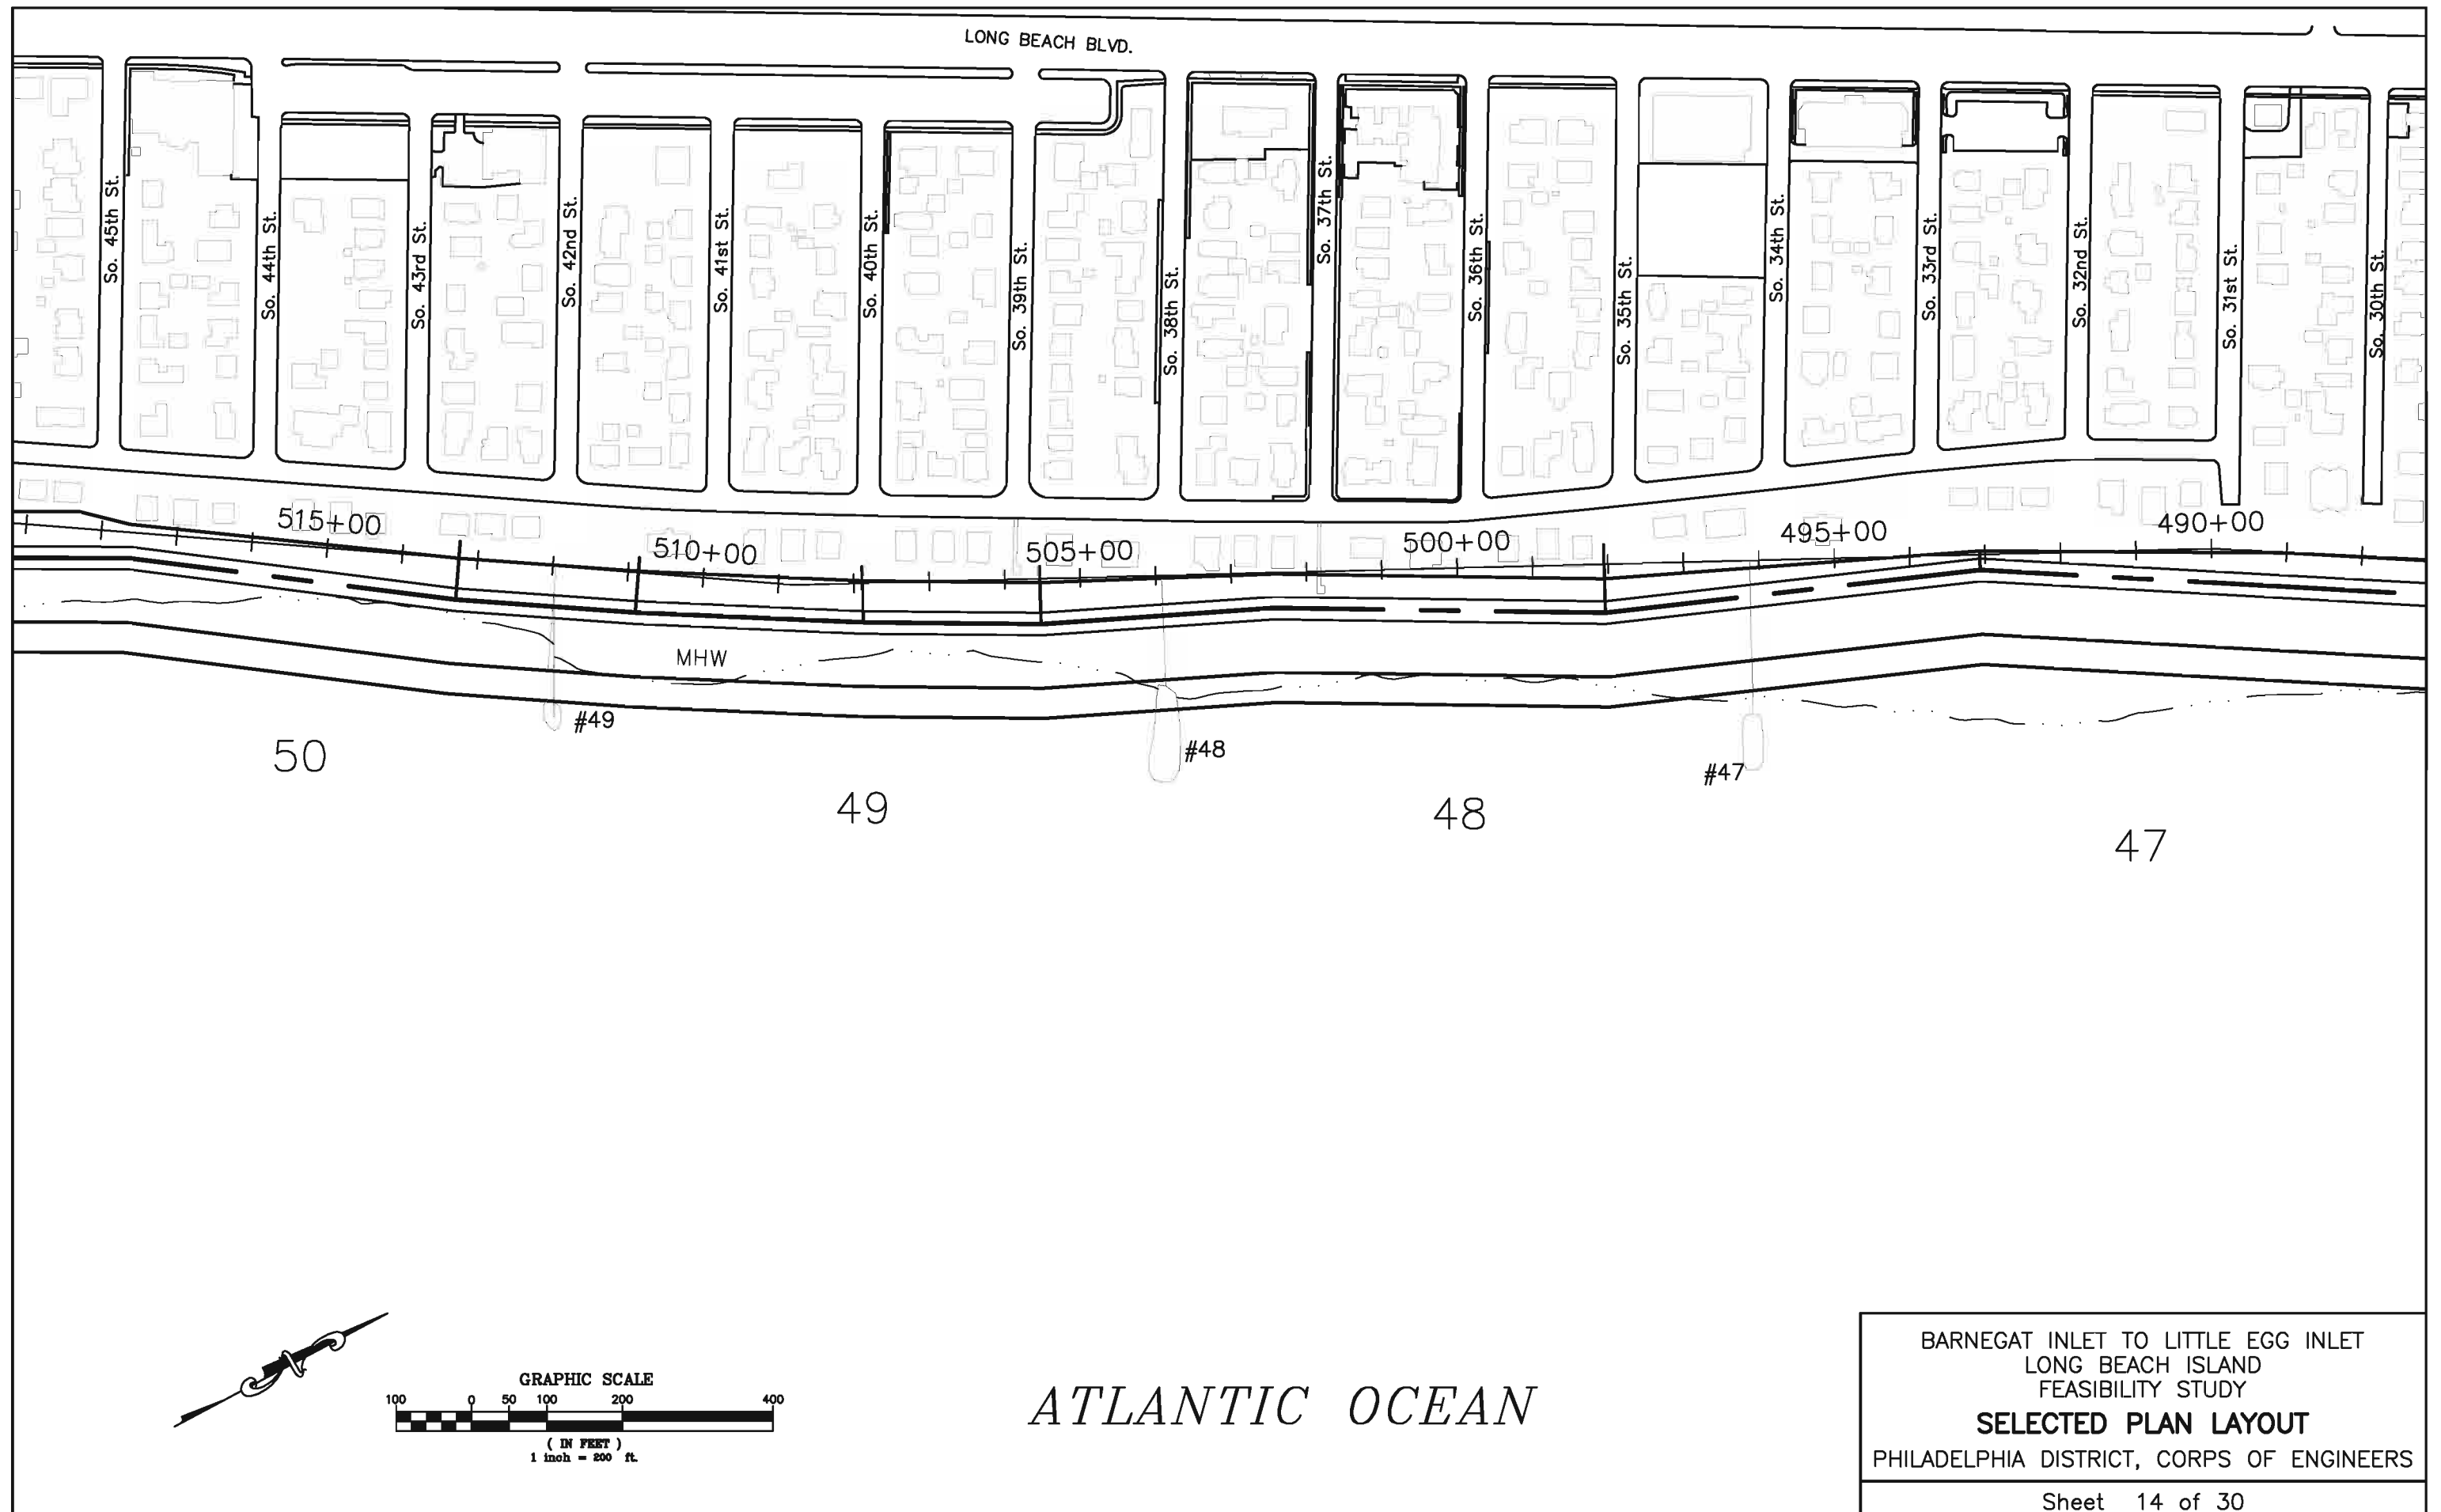 LONG BEACH BLVD.
So. 45th St.
So. 44th St.
So. 43rd St.
So. 42nd St.
So. 41st St.
So. 40th St.
So. 39th St.
So. 38th St.
So. 37th St.
So. 36th St.
So. 35th St.
So. 34th St.
So. 33rd St.
So. 32nd St.
So. 31st St.
So. 30th St.
515+00
510+00
505+00
500+00
495+00
490+00
MHW
#49
#48
#47
50
49
48
47
N
GRAPHIC SCALE
100 0 50 100 200 400
( IN FEET )
1 inch = 200 ft.
ATLANTIC OCEAN
BARNEGAT INLET TO LITTLE EGG INLET
LONG BEACH ISLAND
FEASIBILITY STUDY
SELECTED PLAN LAYOUT
PHILADELPHIA DISTRICT, CORPS OF ENGINEERS
Sheet 14 of 30